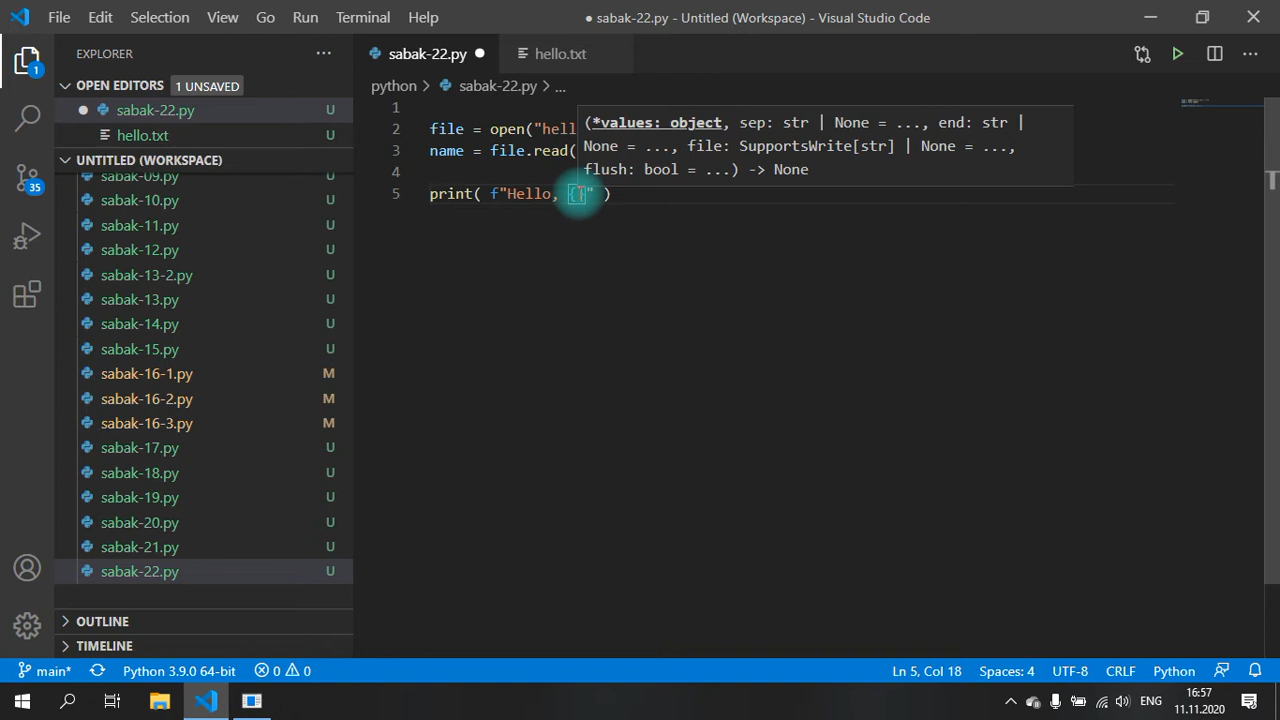 File Edit Selection View Go Run Terminal Help
● sabak-22.py - Untitled (Workspace) - Visual Studio Code
EXPLORER
OPEN EDITORS 1 UNSAVED
sabak-22.py U
hello.txt U
UNTITLED (WORKSPACE)
sabak-09.py U
sabak-10.py U
sabak-11.py U
sabak-12.py U
sabak-13-2.py U
sabak-13.py U
sabak-14.py U
sabak-15.py U
sabak-16-1.py M
sabak-16-2.py M
sabak-16-3.py M
sabak-17.py U
sabak-18.py U
sabak-19.py U
sabak-20.py U
sabak-21.py U
sabak-22.py U
OUTLINE
TIMELINE
1
35
sabak-22.py ● hello.txt
python > sabak-22.py > ...
1
2 file = open("hell
3 name = file.read(
4
5 print( f"Hello, {}" )
(*values: object, sep: str | None = ..., end: str |
None = ..., file: SupportsWrite[str] | None = ...,
flush: bool = ...) -> None
main* Python 3.9.0 64-bit 0 0 Ln 5, Col 18 Spaces: 4 UTF-8 CRLF Python
ENG 16:57
11.11.2020